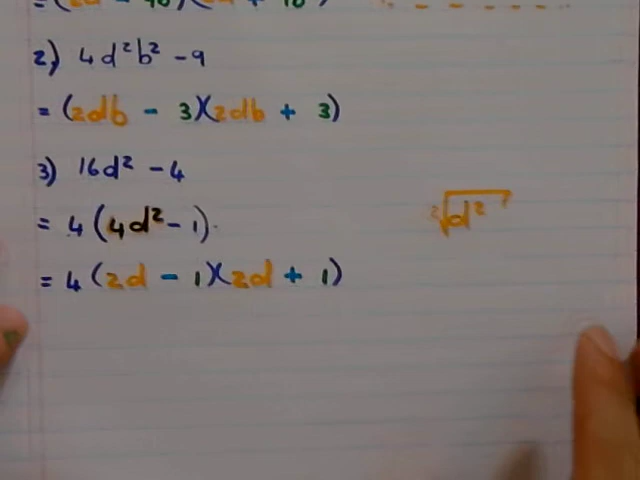 2) 4d²b² - 9
= (2db - 3)(2db + 3)
3) 16d² - 4
= 4(4d² - 1).
²√d²
= 4(2d - 1)(2d + 1)